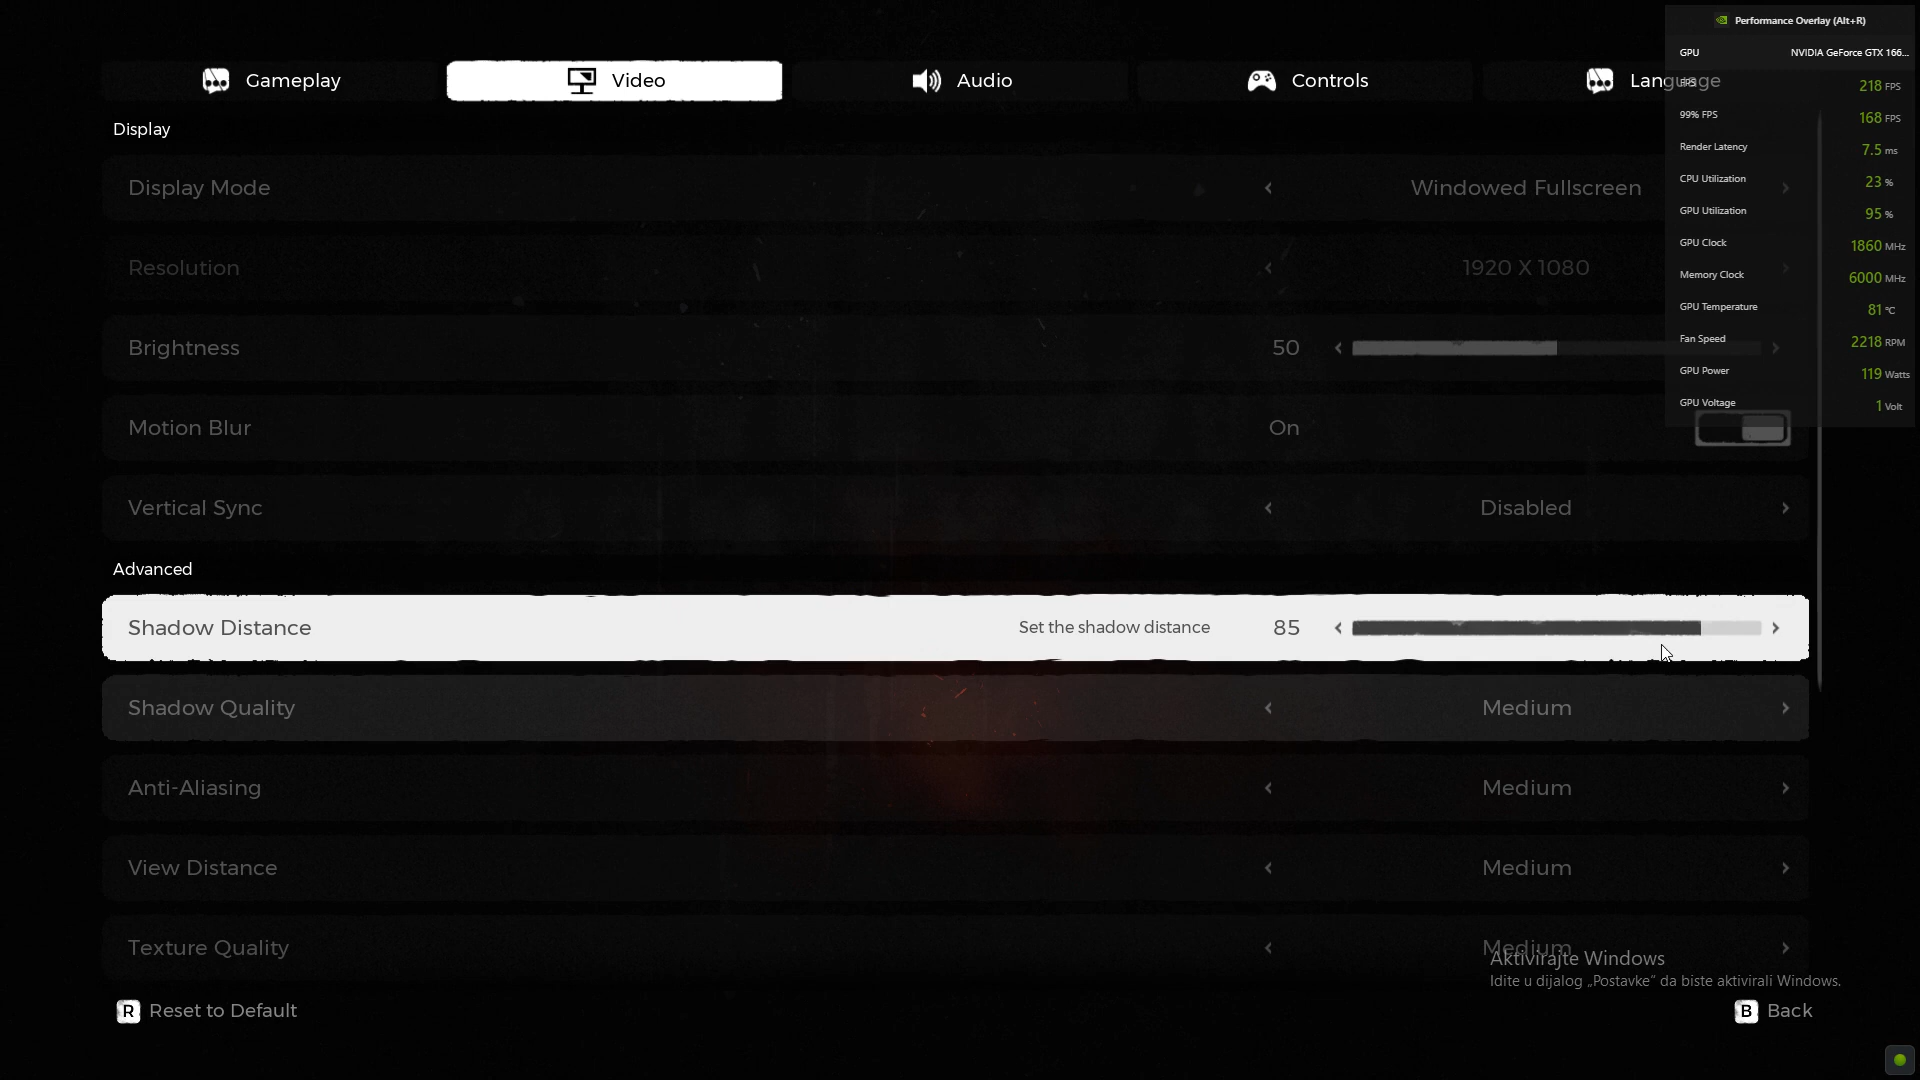 Performance Overlay (Alt+R)
GPU NVIDIA GeForce GTX 166...
FPS 218 FPS
99% FPS 168 FPS
Render Latency 7.5 ms
CPU Utilization 23 %
GPU Utilization 95 %
GPU Clock 1860 MHz
Memory Clock 6000 MHz
GPU Temperature 81 °C
Fan Speed 2218 RPM
GPU Power 119 Watts
GPU Voltage 1 Volt
Gameplay Video Audio Controls Language
Display
Display Mode Windowed Fullscreen
Resolution 1920 X 1080
Brightness 50
Motion Blur On
Vertical Sync Disabled
Advanced
Shadow Distance Set the shadow distance 85
Shadow Quality Medium
Anti-Aliasing Medium
View Distance Medium
Texture Quality Medium
Aktivirajte Windows
Idite u dijalog „Postavke“ da biste aktivirali Windows.
R Reset to Default
B Back